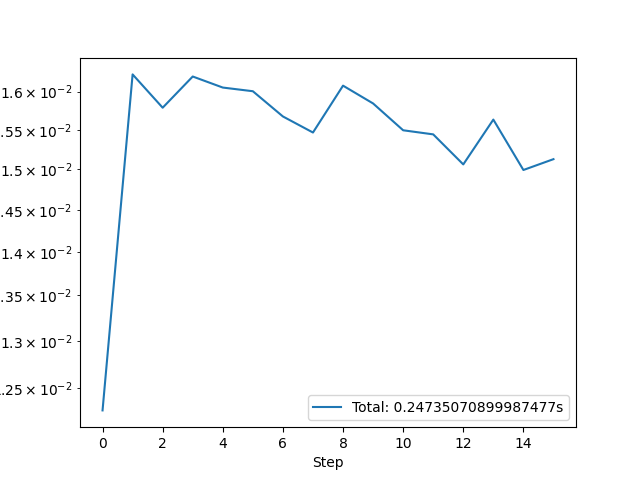 1.6 × 10⁻²
.55 × 10⁻²
1.5 × 10⁻²
.45 × 10⁻²
1.4 × 10⁻²
.35 × 10⁻²
1.3 × 10⁻²
.25 × 10⁻²
Total: 0.24735070899987477s
0 2 4 6 8 10 12 14
Step